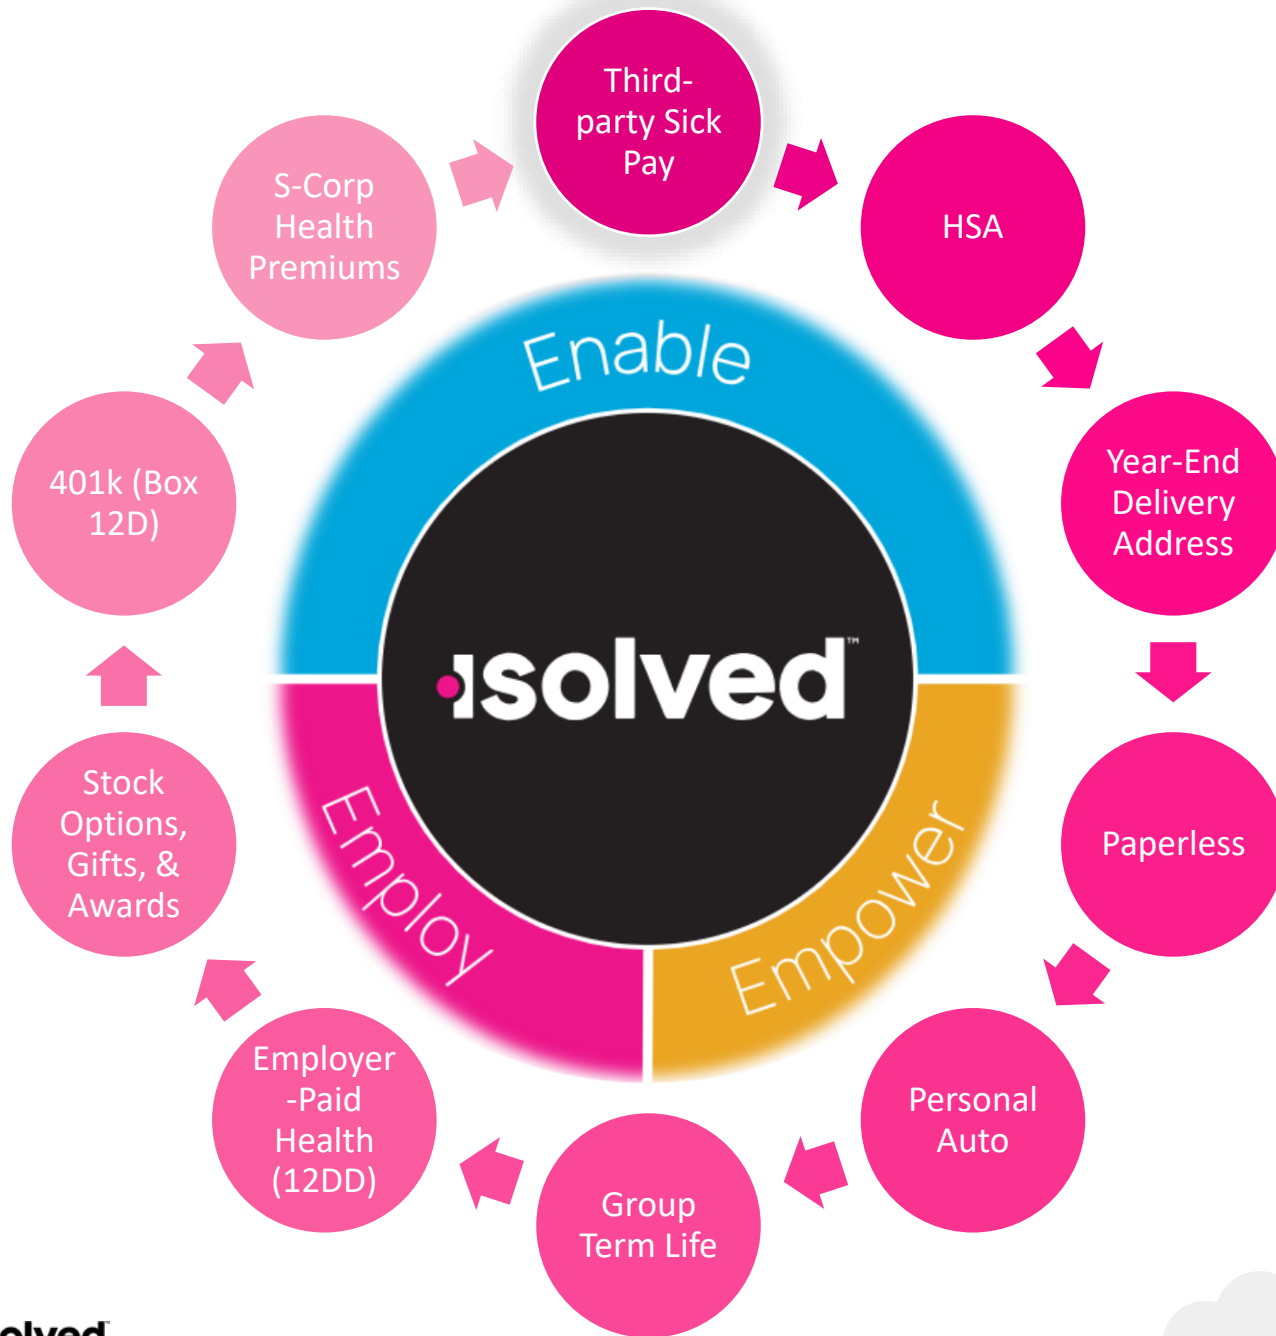 Third-
party Sick
Pay
HSA
Year-End
Delivery
Address
Paperless
Personal
Auto
Group
Term Life
Employer
-Paid
Health
(12DD)
Stock
Options,
Gifts, &
Awards
401k (Box
12D)
S-Corp
Health
Premiums
Enable
isolved™
Employ
Empower